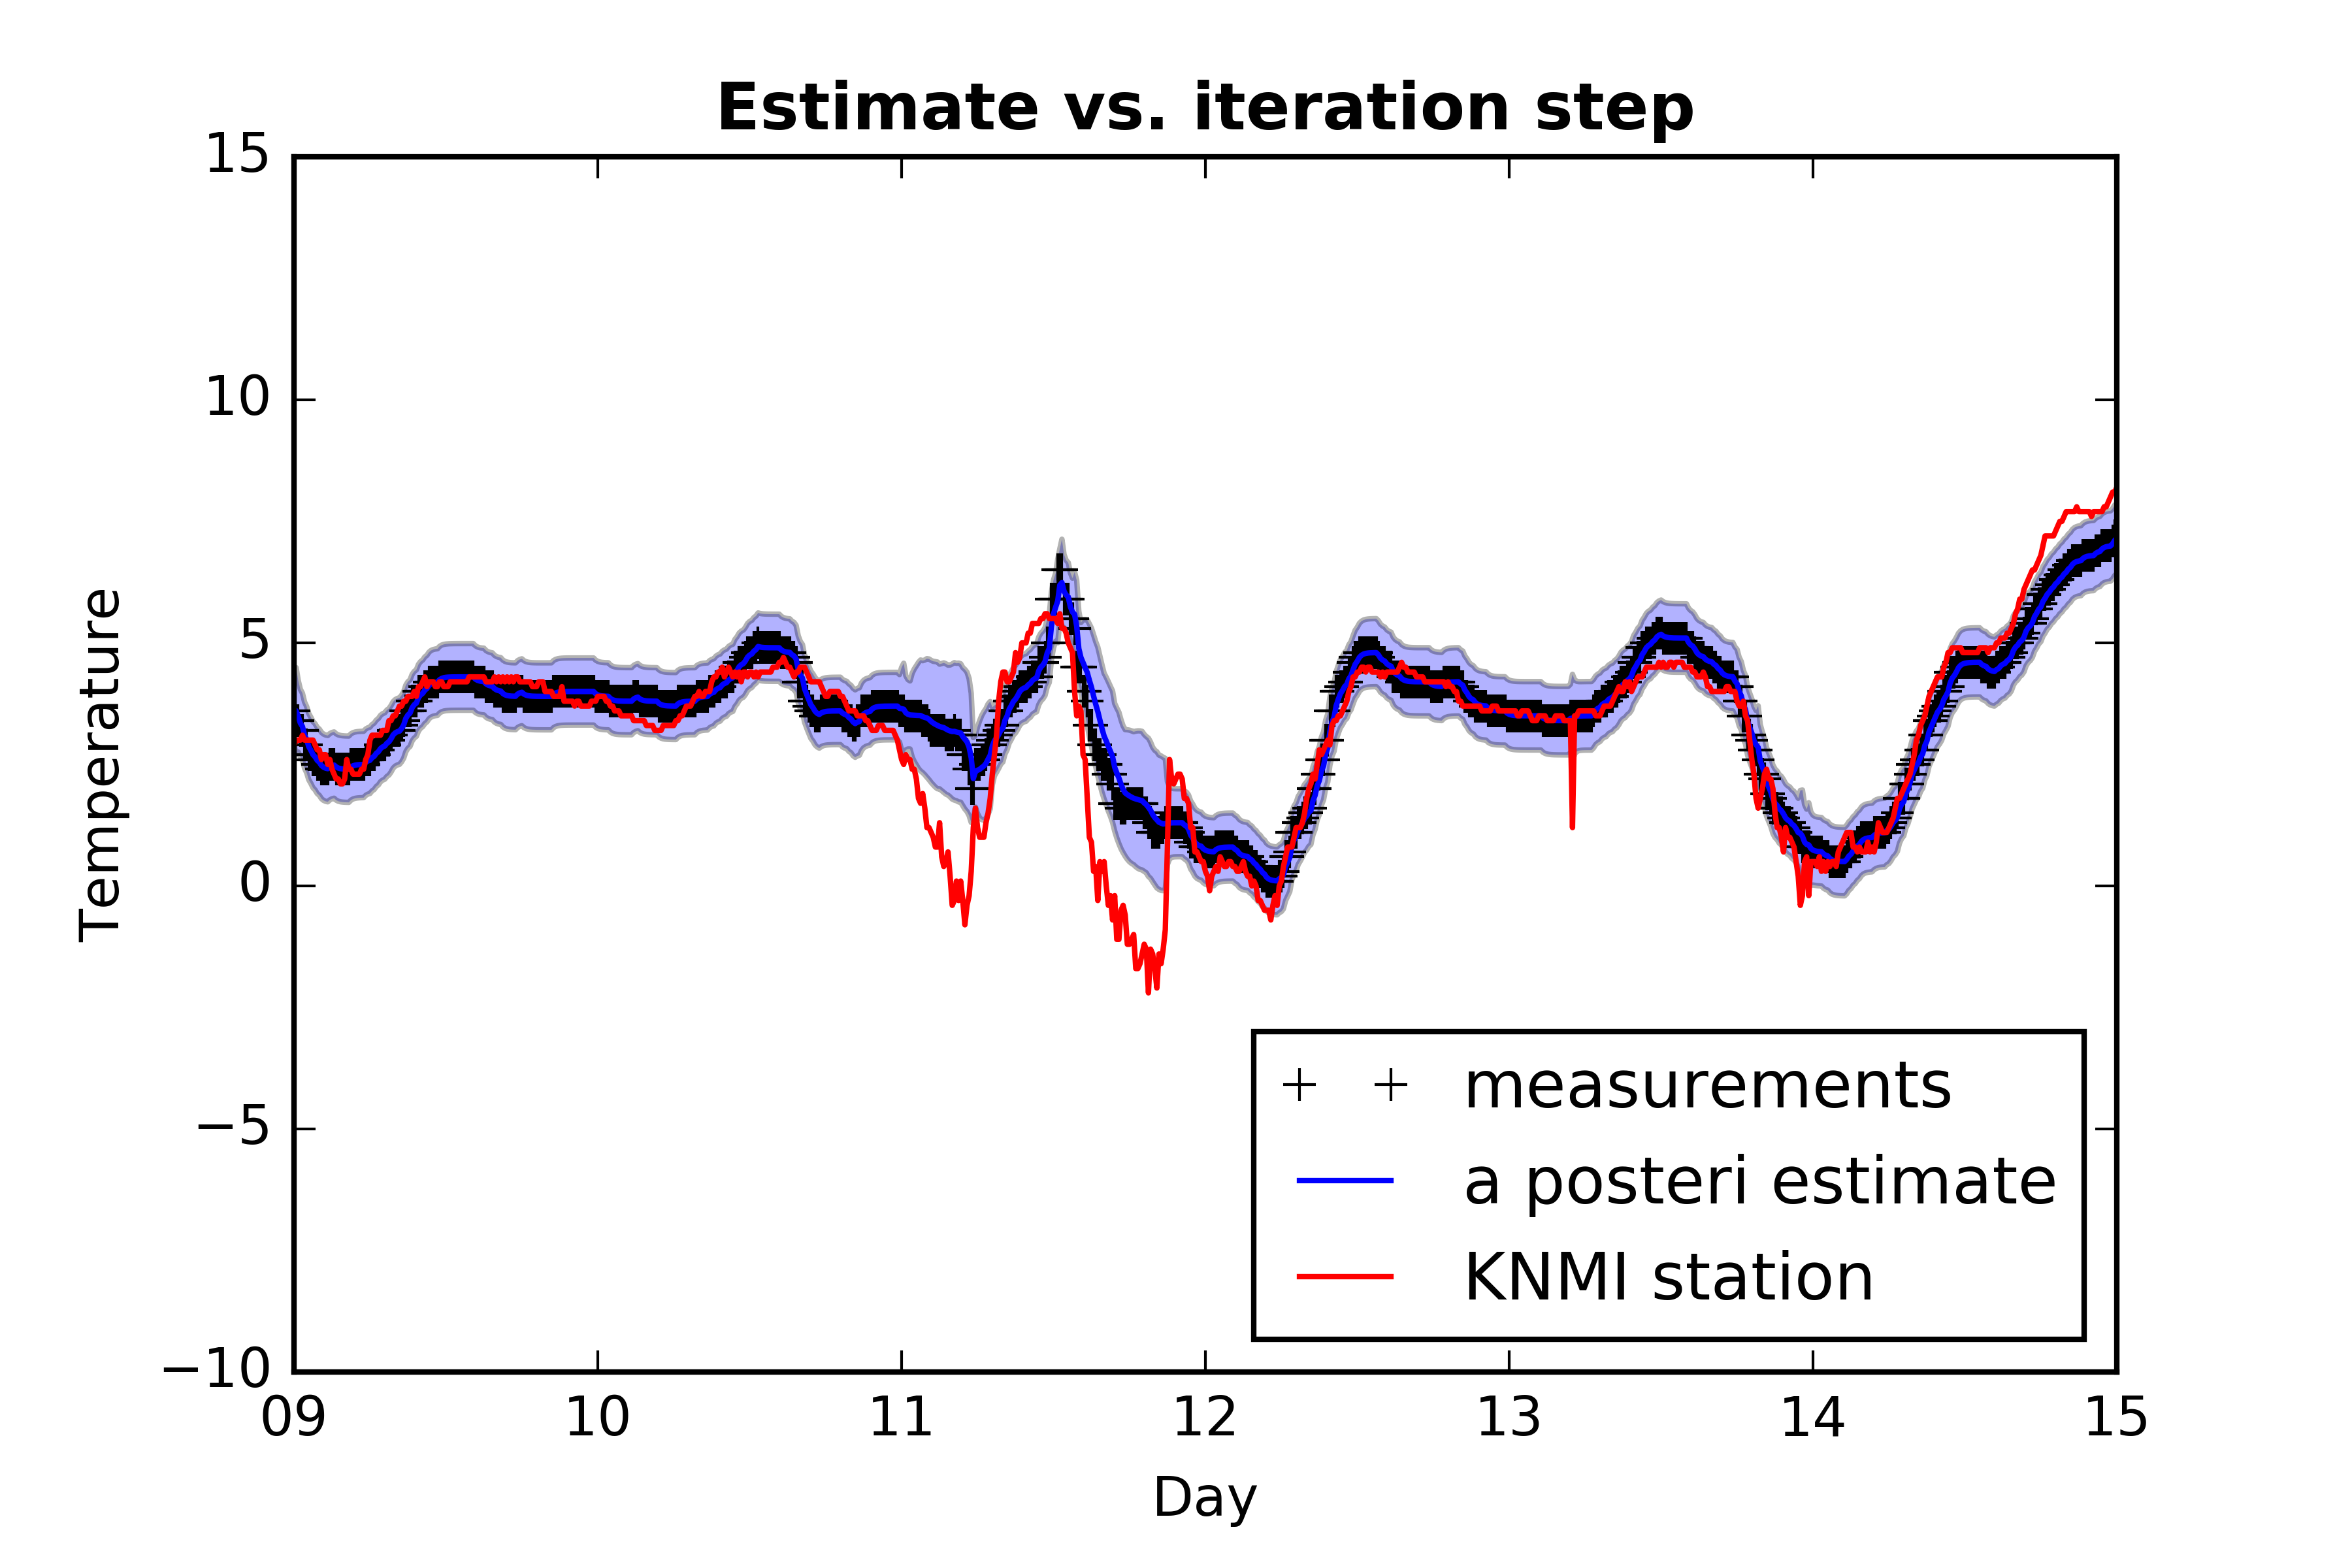 Estimate vs. iteration step
15
10
5
0
−5
−10
Temperature
measurements
a posteri estimate
KNMI station
09 10 11 12 13 14 15
Day